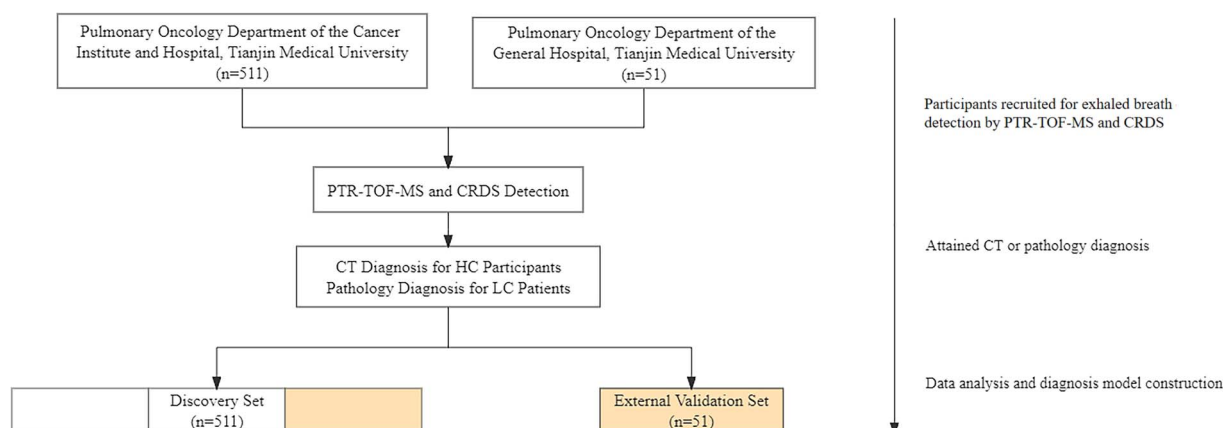 Pulmonary Oncology Department of the Cancer
Institute and Hospital, Tianjin Medical University
(n=511)
Pulmonary Oncology Department of the
General Hospital, Tianjin Medical University
(n=51)
Participants recruited for exhaled breath
detection by PTR-TOF-MS and CRDS
PTR-TOF-MS and CRDS Detection
Attained CT or pathology diagnosis
CT Diagnosis for HC Participants
Pathology Diagnosis for LC Patients
Data analysis and diagnosis model construction
Discovery Set
(n=511)
External Validation Set
(n=51)